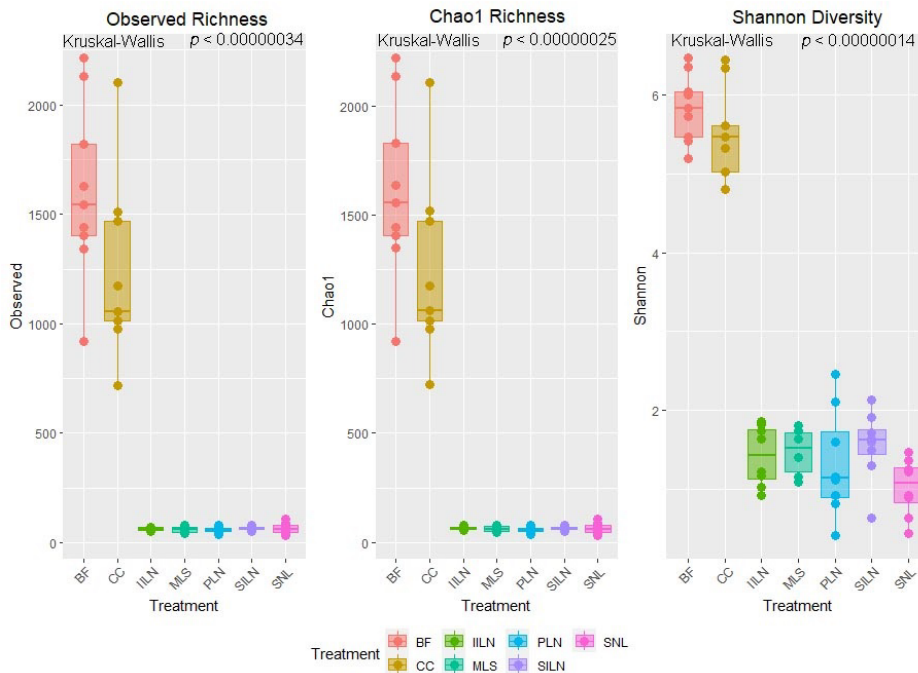 Observed Richness
Kruskal-Wallis p < 0.00000034
Observed
2000
1500
1000
500
0
BF CC IILN MLS PLN SILN SNL
Treatment
Chao1 Richness
Kruskal-Wallis p < 0.00000025
Chao1
2000
1500
1000
500
0
BF CC IILN MLS PLN SILN SNL
Treatment
Shannon Diversity
Kruskal-Wallis p < 0.00000014
Shannon
6
4
2
BF CC IILN MLS PLN SILN SNL
Treatment
Treatment
BF IILN PLN SNL
CC MLS SILN